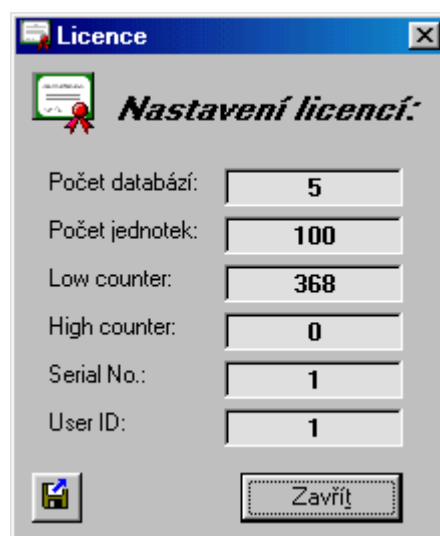 Licence
Nastavení licencí:
Počet databází: 5
Počet jednotek: 100
Low counter: 368
High counter: 0
Serial No.: 1
User ID: 1
Zavřít